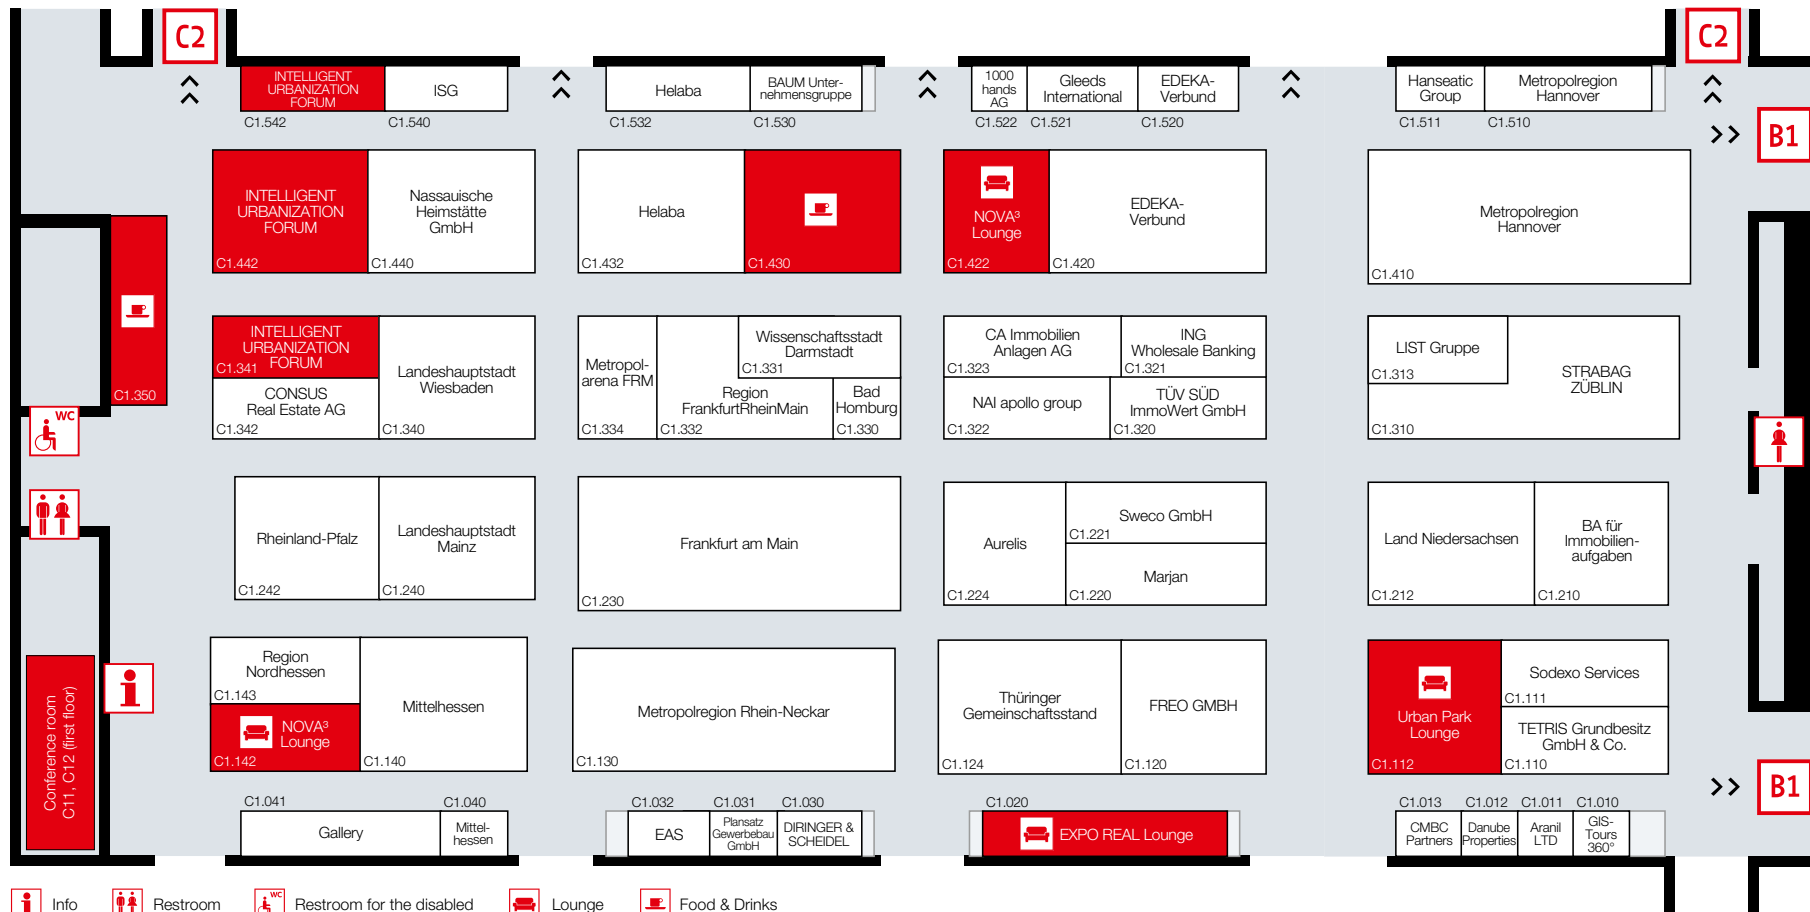 C2
C2
INTELLIGENT
URBANIZATION
FORUM
C1.542
ISG
C1.540
Helaba
C1.532
BAUM Unter-
nehmensgruppe
C1.530
1000
hands
AG
C1.522
Gleeds
International
C1.521
EDEKA-
Verbund
C1.520
Hanseatic
Group
C1.511
Metropolregion
Hannover
C1.510
B1
INTELLIGENT
URBANIZATION
FORUM
C1.442
Nassauische
Heimstätte
GmbH
C1.440
Helaba
C1.432
C1.430
NOVA³
Lounge
C1.422
EDEKA-
Verbund
C1.420
Metropolregion
Hannover
C1.410
C1.350
INTELLIGENT
URBANIZATION
FORUM
C1.341
CONSUS
Real Estate AG
C1.342
Landeshauptstadt
Wiesbaden
C1.340
Metropol-
arena FRM
C1.334
Wissenschaftsstadt
Darmstadt
C1.331
Region
FrankfurtRheinMain
C1.332
Bad
Homburg
C1.330
CA Immobilien
Anlagen AG
C1.323
ING
Wholesale Banking
C1.321
NAI apollo group
C1.322
TÜV SÜD
ImmoWert GmbH
C1.320
LIST Gruppe
C1.313
STRABAG
ZÜBLIN
C1.310
WC
Rheinland-Pfalz
C1.242
Landeshauptstadt
Mainz
C1.240
Frankfurt am Main
C1.230
Aurelis
C1.224
Sweco GmbH
C1.221
Marjan
C1.220
Land Niedersachsen
C1.212
BA für
Immobilien-
aufgaben
C1.210
Conference room
C11, C12 (first floor)
Region
Nordhessen
C1.143
NOVA³
Lounge
C1.142
Mittelhessen
C1.140
Metropolregion Rhein-Neckar
C1.130
Thüringer
Gemeinschaftsstand
C1.124
FREO GMBH
C1.120
Urban Park
Lounge
C1.112
Sodexo Services
C1.111
TETRIS Grundbesitz
GmbH & Co.
C1.110
B1
C1.041
Gallery
C1.040
Mittel-
hessen
C1.032
EAS
C1.031
Plansatz
Gewerbebau
GmbH
C1.030
DIRINGER &
SCHEIDEL
C1.020
EXPO REAL Lounge
C1.013
CMBC
Partners
C1.012
Danube
Properties
C1.011
Aranil
LTD
C1.010
GIS-
Tours
360°
Info
Restroom
WC
Restroom for the disabled
Lounge
Food & Drinks